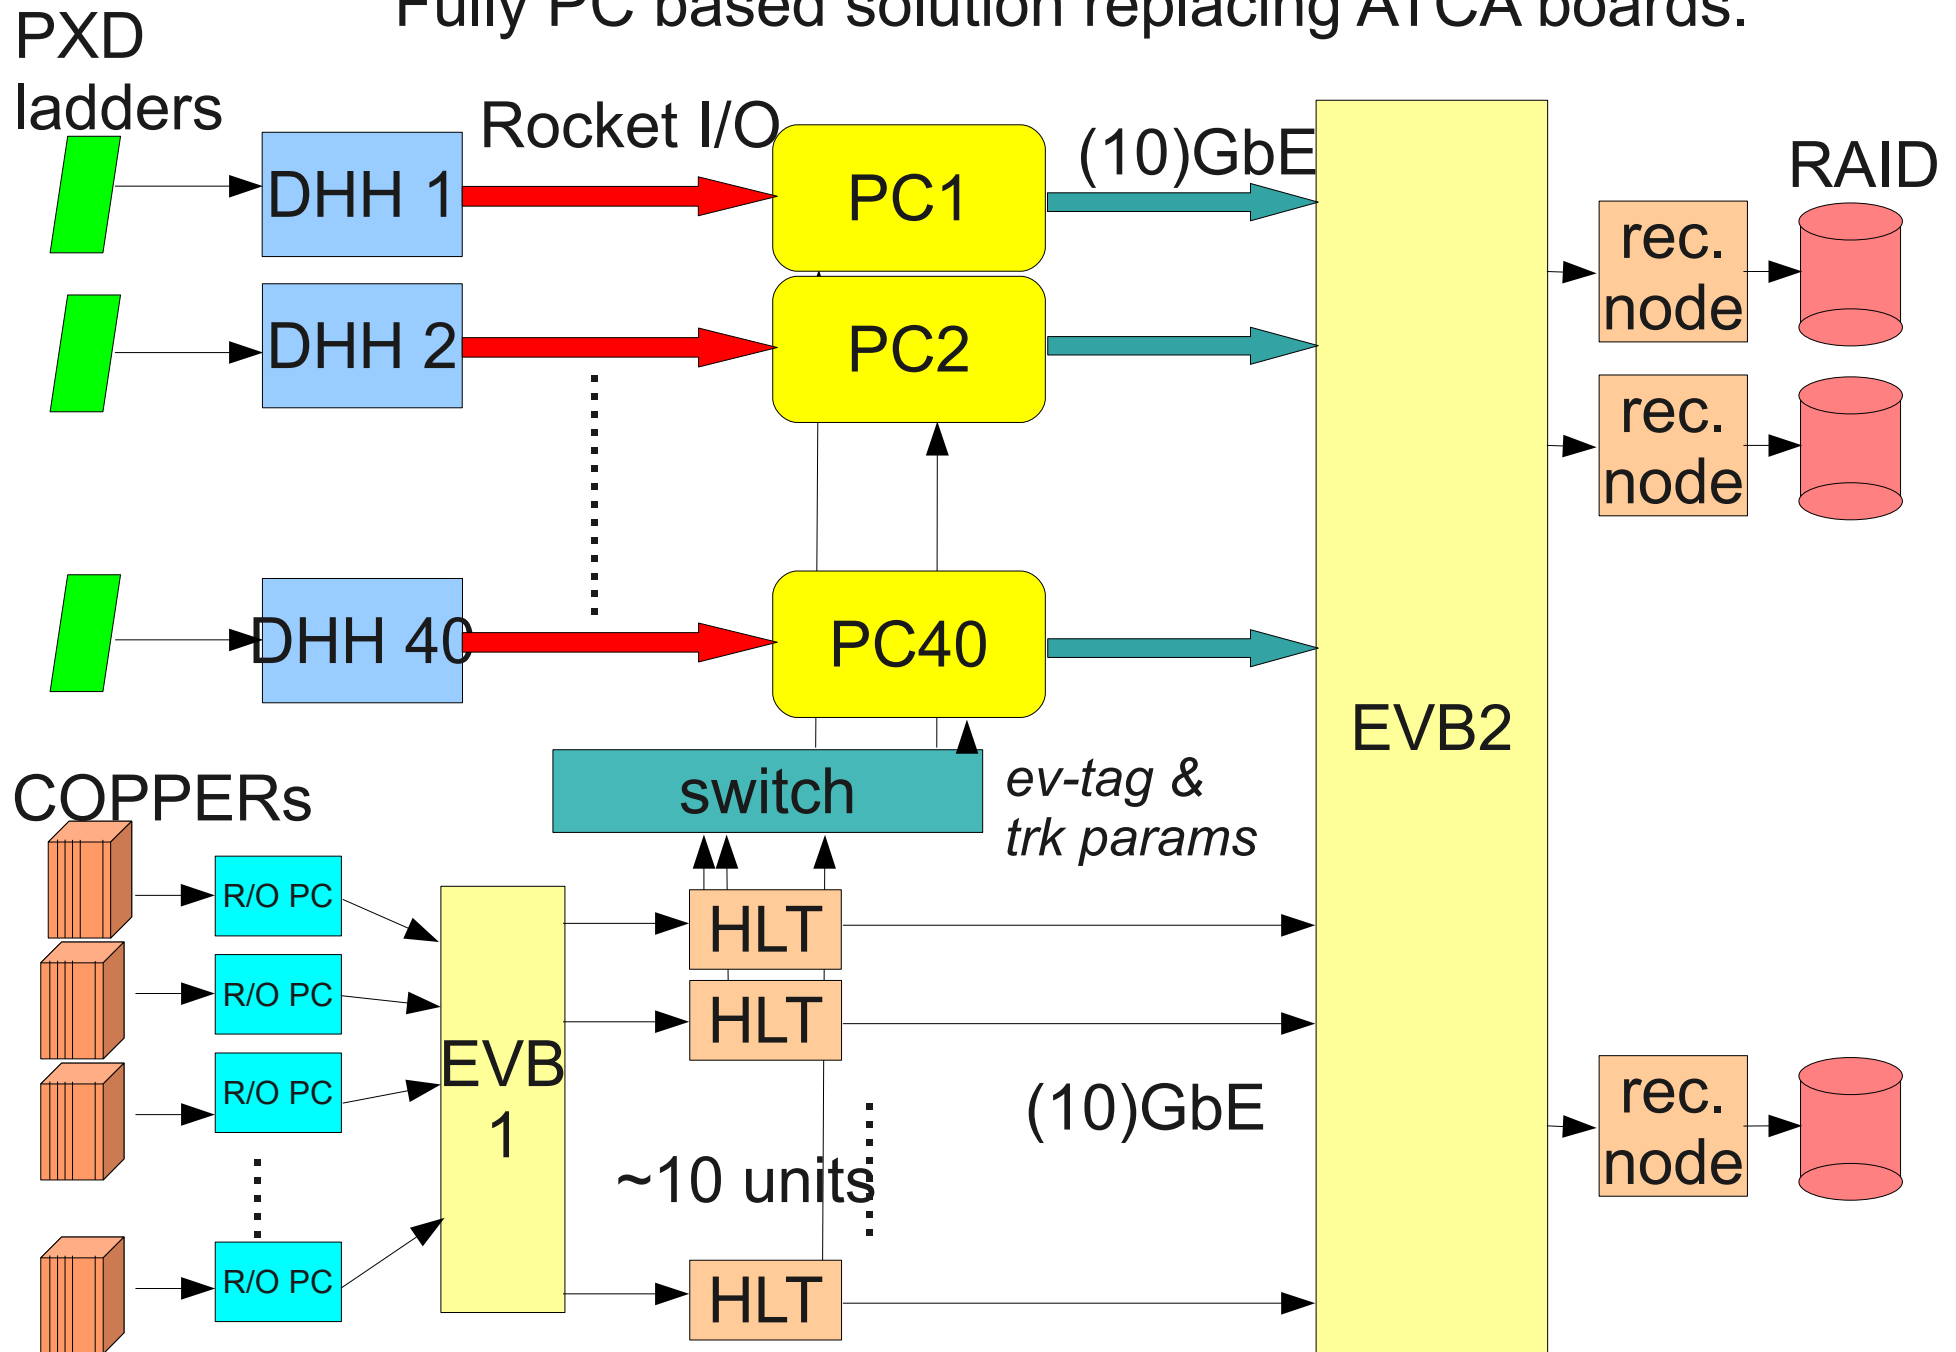 Fully PC based solution replacing ATCA boards.
PXD
ladders
Rocket I/O
(10)GbE
RAID
DHH 1
PC1
rec.
node
DHH 2
PC2
rec.
node
DHH 40
PC40
EVB2
switch
ev-tag &
trk params
COPPERs
R/O PC
HLT
R/O PC
HLT
EVB
1
R/O PC
(10)GbE
rec.
node
~10 units
R/O PC
HLT